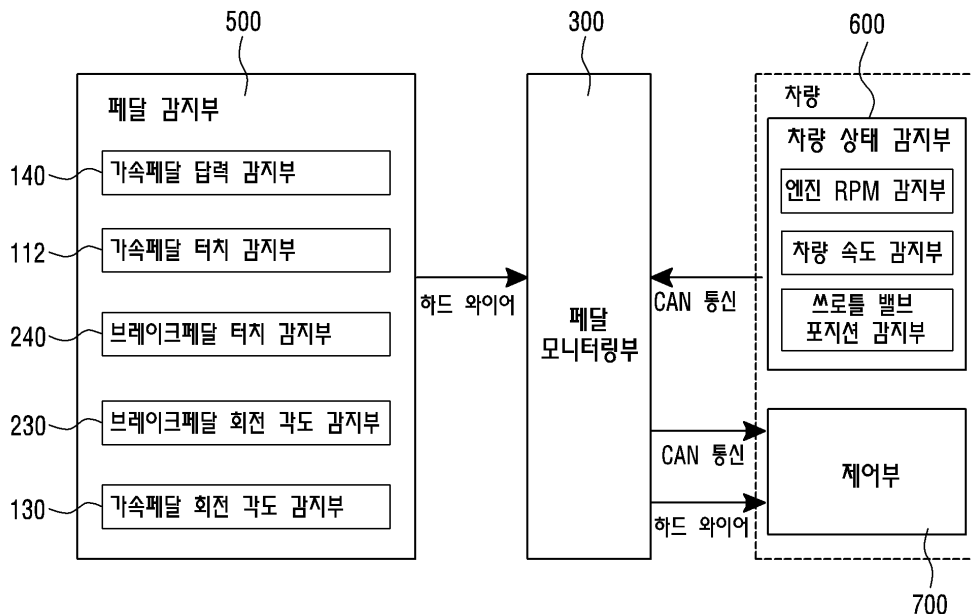 500
300
600
페달 감지부
140
가속페달 답력 감지부
112
가속페달 터치 감지부
240
브레이크페달 터치 감지부
230
브레이크페달 회전 각도 감지부
130
가속페달 회전 각도 감지부
하드 와이어
페달
모니터링부
CAN 통신
차량
차량 상태 감지부
엔진 RPM 감지부
차량 속도 감지부
쓰로틀 밸브
포지션 감지부
CAN 통신
하드 와이어
제어부
700